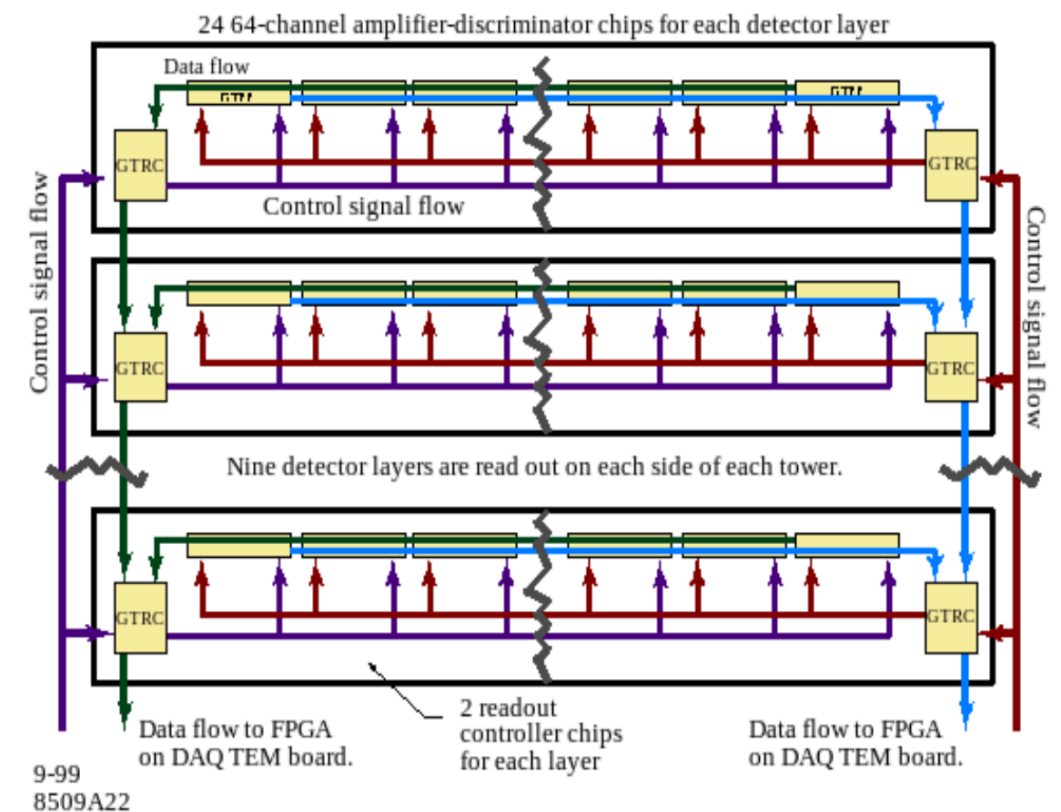 24 64-channel amplifier-discriminator chips for each detector layer
Data flow
GTRC
GTRC
Control signal flow
Control signal flow
Control signal flow
GTRC
GTRC
Nine detector layers are read out on each side of each tower.
GTRC
GTRC
2 readout
controller chips
for each layer
Data flow to FPGA
on DAQ TEM board.
Data flow to FPGA
on DAQ TEM board.
9-99
8509A22